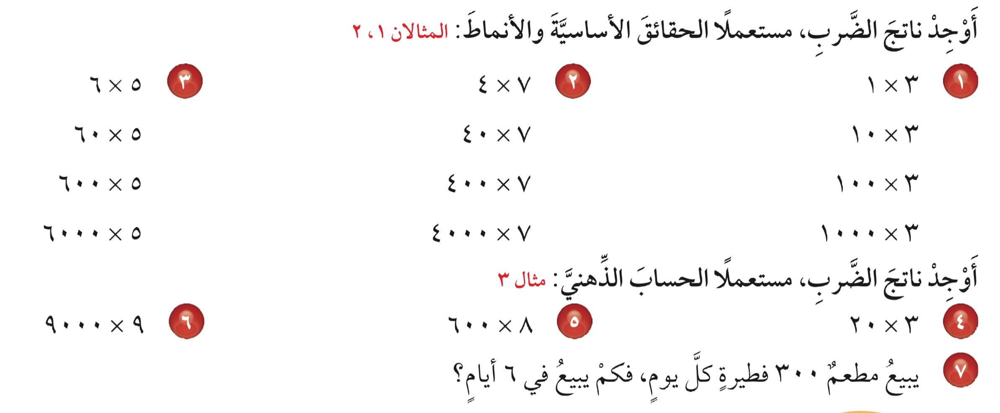 أَوْجِدْ ناتجَ الضَّربِ، مستعملًا الحقائقَ الأساسيَّةَ والأنماطَ: المثالان ١، ٢
١ ٣ × ١ ٢ ٧ × ٤ ٣ ٥ × ٦
٣ × ١٠ ٧ × ٤٠ ٥ × ٦٠
٣ × ١٠٠ ٧ × ٤٠٠ ٥ × ٦٠٠
٣ × ١٠٠٠ ٧ × ٤٠٠٠ ٥ × ٦٠٠٠
أَوْجِدْ ناتجَ الضَّربِ، مستعملًا الحسابَ الذِّهنيَّ: مثال ٣
٤ ٣ × ٢٠ ٥ ٨ × ٦٠٠ ٦ ٩ × ٩٠٠٠
٧ يبيعُ مطعمٌ ٣٠٠ فطيرةٍ كلَّ يومٍ، فكمْ يبيعُ في ٦ أيامٍ؟